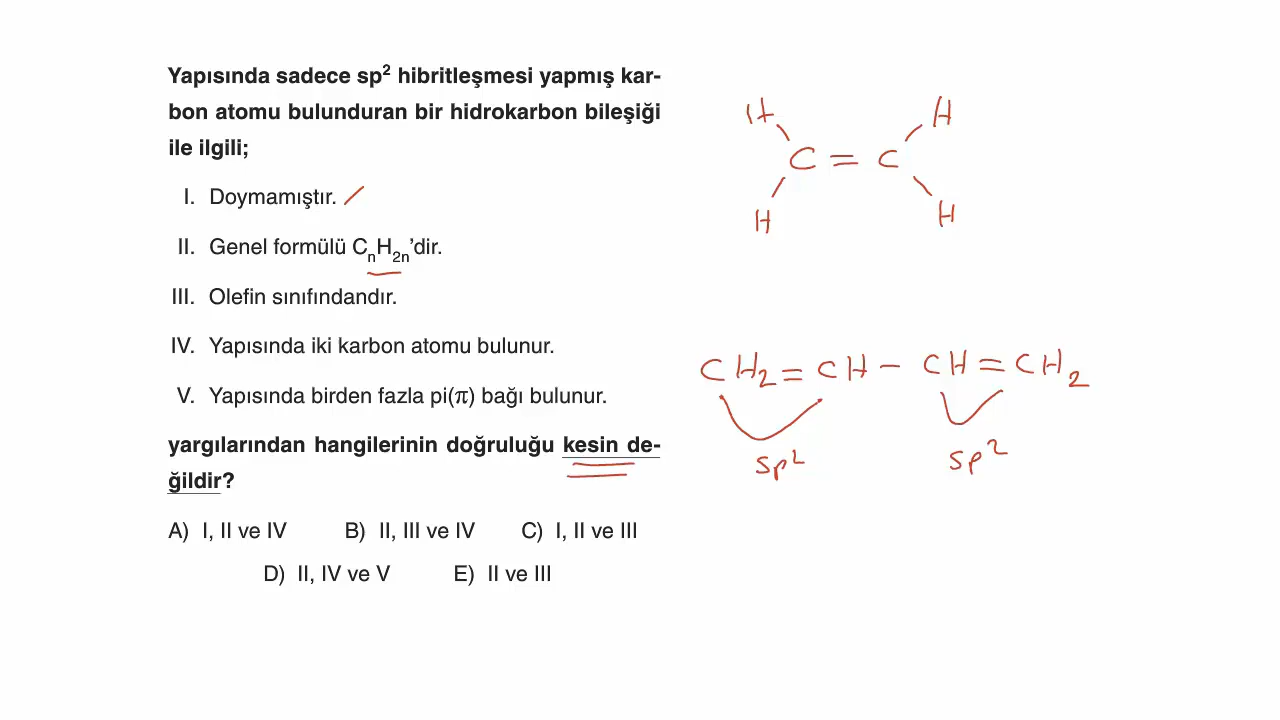 Yapısında sadece sp² hibritleşmesi yapmış kar-
bon atomu bulunduran bir hidrokarbon bileşiği
ile ilgili;
I. Doymamıştır.
II. Genel formülü CₙH₂ₙ’dir.
III. Olefin sınıfındandır.
IV. Yapısında iki karbon atomu bulunur.
V. Yapısında birden fazla pi(π) bağı bulunur.
yargılarından hangilerinin doğruluğu kesin de-
ğildir?
A) I, II ve IV B) II, III ve IV C) I, II ve III
D) II, IV ve V E) II ve III
H H
C = C
H H
CH₂ = CH - CH = CH₂
sp² sp²